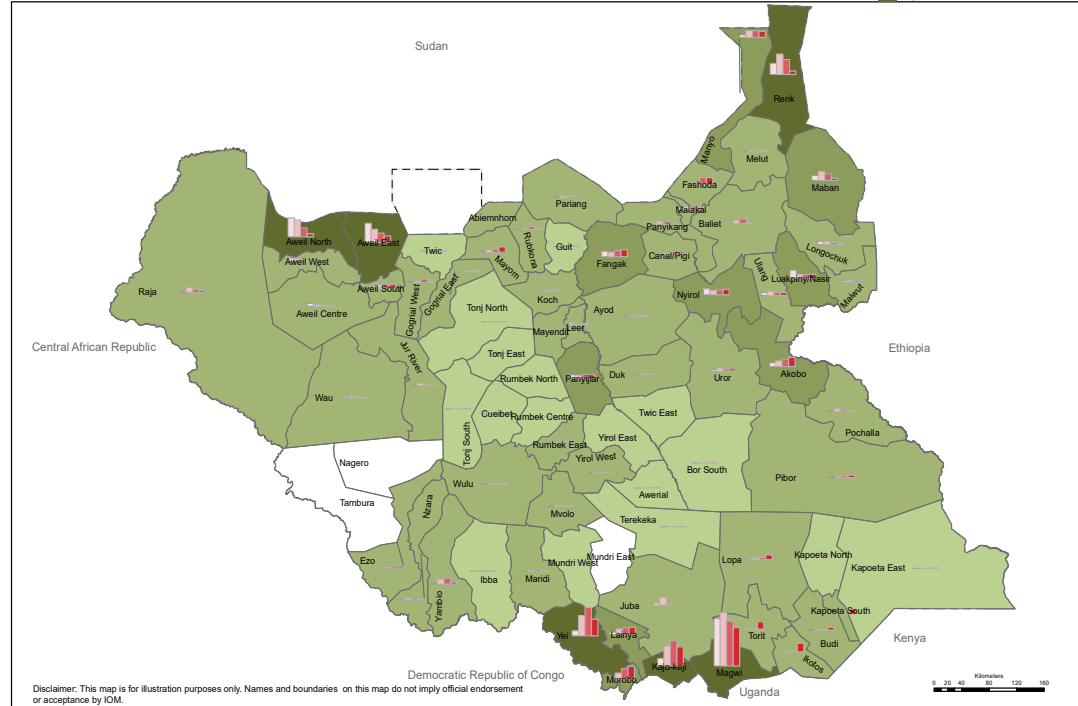 Sudan
Renk
Manyo
Melut
Maban
Fashoda
Malakal
Baliet
Pariang
Abiemnhom
Panyikang
Rubkona
Guit
Twic
Mayom
Fangak
Canal/Pigi
Longochuk
Ulang
Luakpiny/Nasir
Maiwut
Aweil North
Aweil East
Aweil West
Aweil South
Aweil Centre
Raja
Gogrial West
Gogrial East
Tonj North
Koch
Nyirol
Mayendit
Leer
Ayod
Central African Republic
Ethiopia
Jur River
Tonj East
Rumbek North
Panyijiar
Duk
Uror
Akobo
Wau
Cueibet
Rumbek Centre
Twic East
Pochalla
Tonj South
Rumbek East
Yirol East
Yirol West
Bor South
Pibor
Nagero
Tambura
Wulu
Nzara
Awerial
Mvolo
Terekeka
Ezo
Yambio
Ibba
Maridi
Mundri West
Mundri East
Lopa
Kapoeta North
Kapoeta East
Juba
Kapoeta South
Yei
Lainya
Torit
Budi
Kenya
Ikotos
Morobo
Kajo-keji
Magwi
Democratic Republic of Congo
Uganda
Kilometers
0 20 40 80 120 160
Disclaimer: This map is for illustration purposes only. Names and boundaries on this map do not imply official endorsement
or acceptance by IOM.